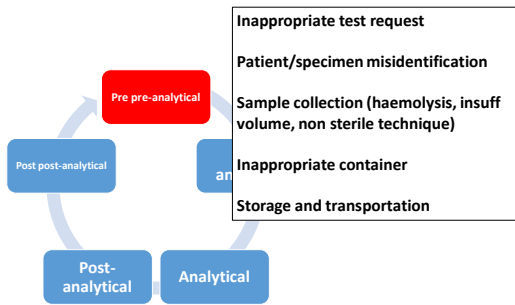 Inappropriate test request
Patient/specimen misidentification
Sample collection (haemolysis, insuff
volume, non sterile technique)
Inappropriate container
Storage and transportation
Pre pre-analytical
Post post-analytical
an
Post-
analytical
Analytical